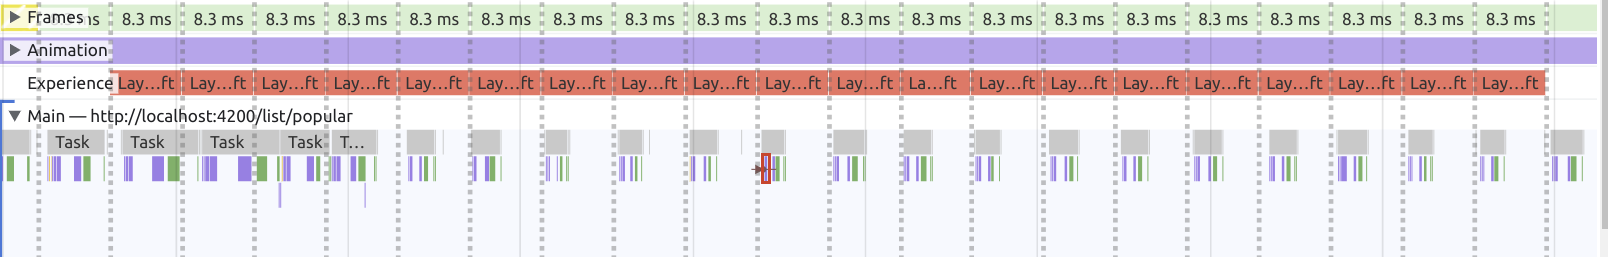 Frames ns 8.3 ms 8.3 ms 8.3 ms 8.3 ms 8.3 ms 8.3 ms 8.3 ms 8.3 ms 8.3 ms 8.3 ms 8.3 ms 8.3 ms 8.3 ms 8.3 ms 8.3 ms 8.3 ms 8.3 ms 8.3 ms 8.3 ms 8.3 ms
Animation
Experience Lay…ft Lay…ft Lay…ft Lay…ft Lay…ft Lay…ft Lay…ft Lay…ft Lay…ft Lay…ft Lay…ft La…ft Lay…ft Lay…ft Lay…ft Lay…ft Lay…ft Lay…ft Lay…ft Lay…ft
Main — http://localhost:4200/list/popular
Task Task Task Task T…